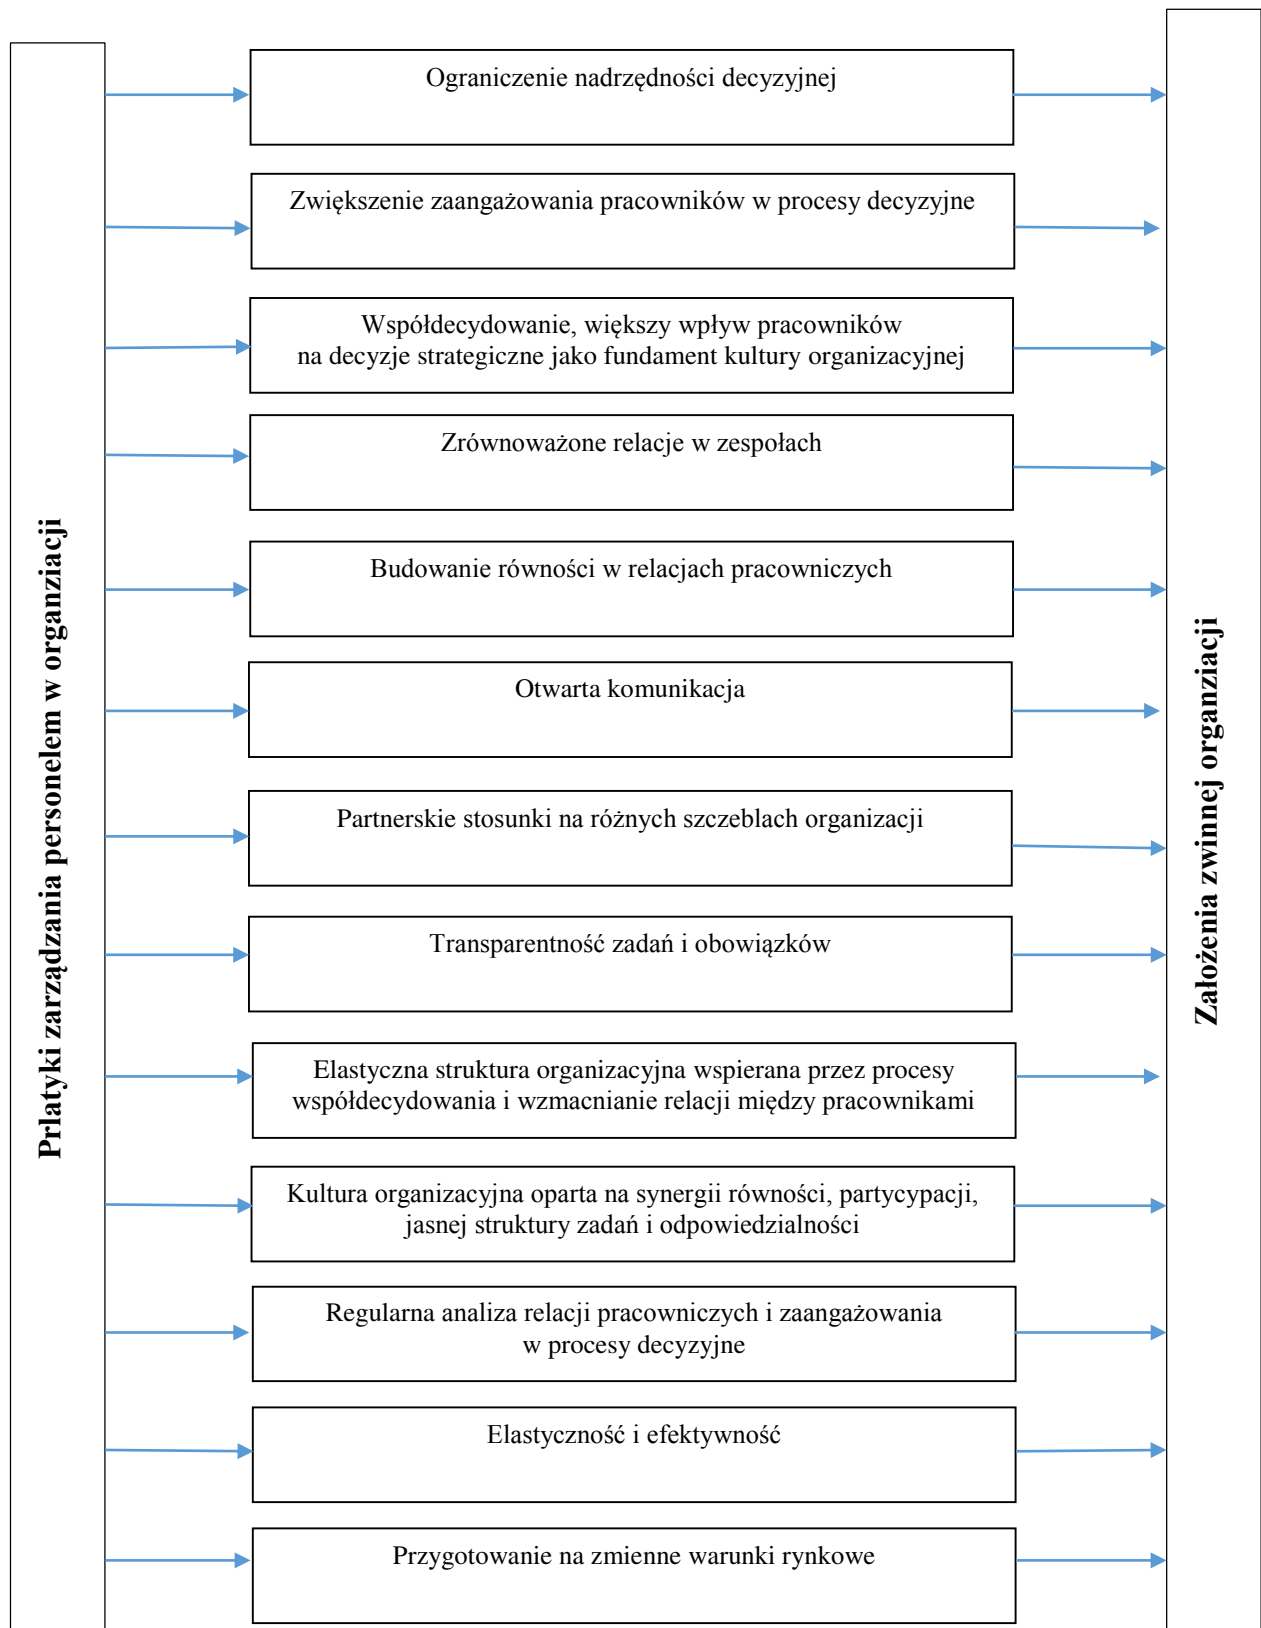 Prlatyki zarządzania personelem w organziacji
Ograniczenie nadrzędności decyzyjnej
Zwiększenie zaangażowania pracowników w procesy decyzyjne
Współdecydowanie, większy wpływ pracowników
na decyzje strategiczne jako fundament kultury organizacyjnej
Zrównoważone relacje w zespołach
Budowanie równości w relacjach pracowniczych
Otwarta komunikacja
Partnerskie stosunki na różnych szczeblach organizacji
Transparentność zadań i obowiązków
Elastyczna struktura organizacyjna wspierana przez procesy
współdecydowania i wzmacnianie relacji między pracownikami
Kultura organizacyjna oparta na synergii równości, partycypacji,
jasnej struktury zadań i odpowiedzialności
Regularna analiza relacji pracowniczych i zaangażowania
w procesy decyzyjne
Elastyczność i efektywność
Przygotowanie na zmienne warunki rynkowe
Założenia zwinnej organziacji